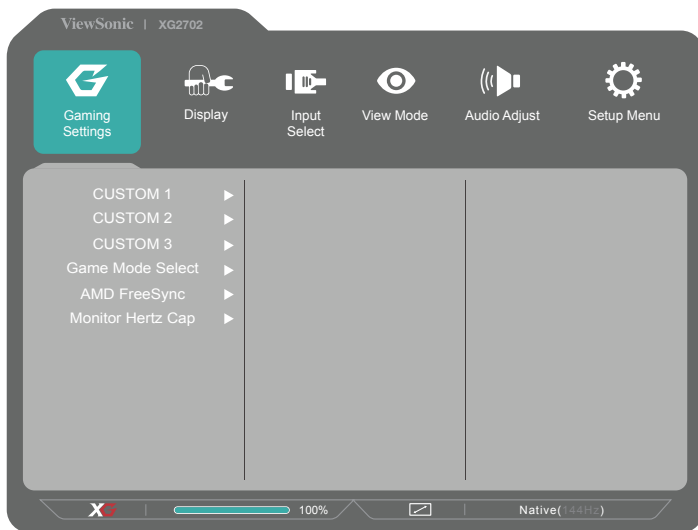 ViewSonic | XG2702
Gaming
Settings
Display
Input
Select
View Mode
Audio Adjust
Setup Menu
CUSTOM 1
CUSTOM 2
CUSTOM 3
Game Mode Select
AMD FreeSync
Monitor Hertz Cap
XG | 100% | Native(144Hz)